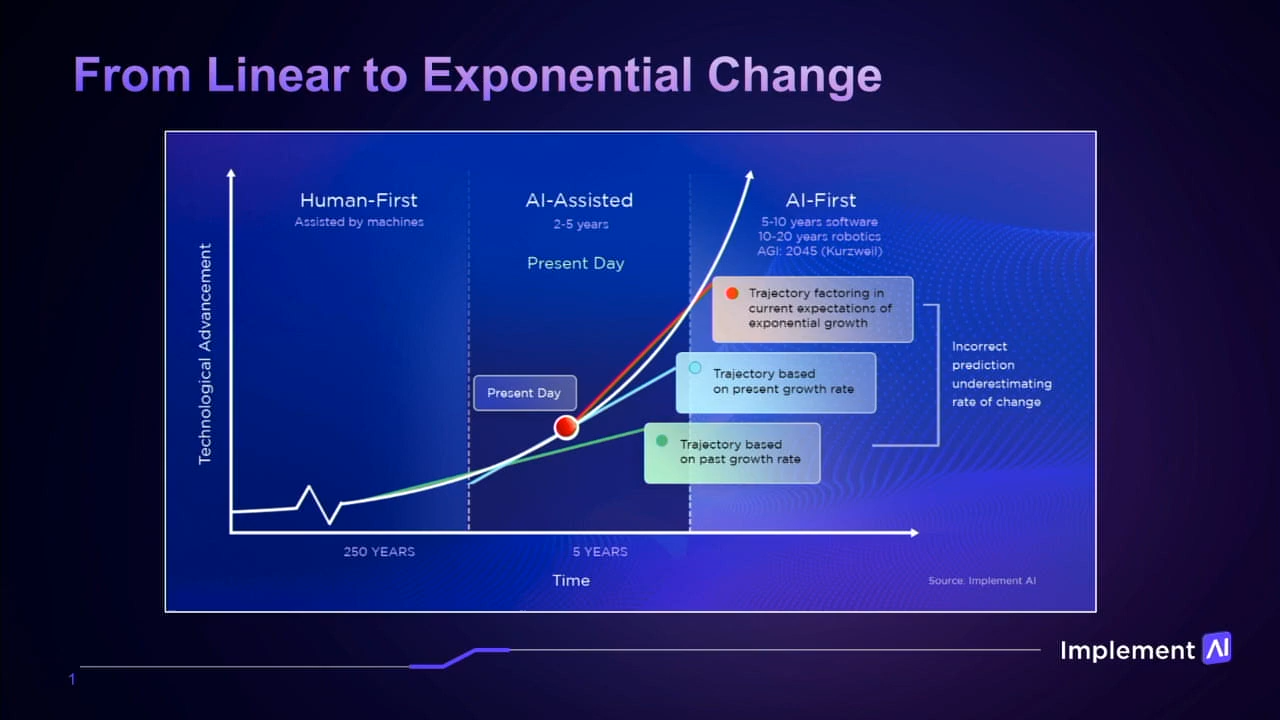 From Linear to Exponential Change
Human-First
Assisted by machines
AI-Assisted
2-5 years
Present Day
AI-First
5-10 years software
10-20 years robotics
AGI: 2045 (Kurzweil)
Technological Advancement
Trajectory factoring in
current expectations of
exponential growth
Trajectory based
on present growth rate
Trajectory based
on past growth rate
Incorrect
prediction
underestimating
rate of change
Present Day
250 YEARS
5 YEARS
Time
Source: Implement AI
Implement AI
1